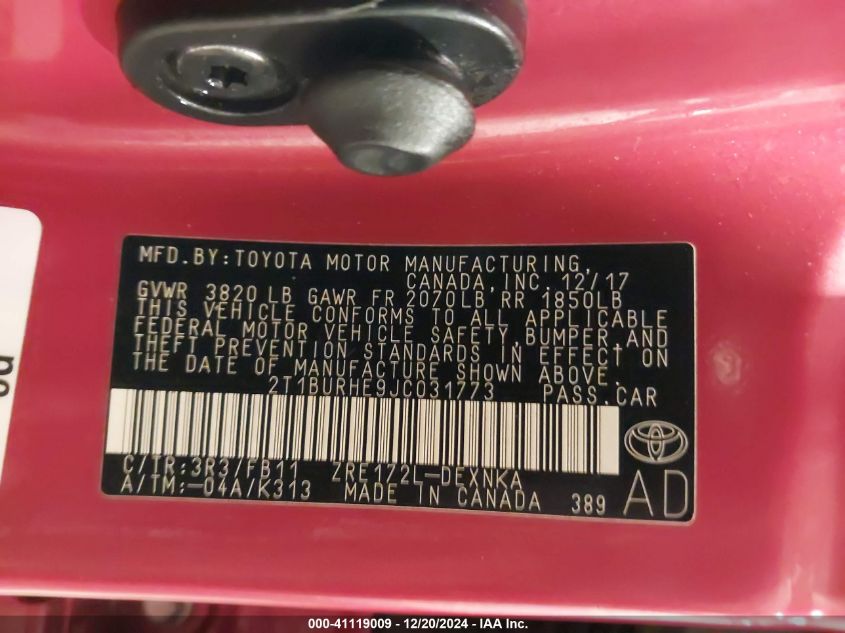 MFD.BY:TOYOTA MOTOR MANUFACTURING,
CANADA,INC. 12/17
GVWR 3820 LB GAWR FR 2070LB RR 1850LB
THIS VEHICLE CONFORMS TO ALL APPLICABLE
FEDERAL MOTOR VEHICLE SAFETY,BUMPER,AND
THEFT PREVENTION STANDARDS IN EFFECT ON
THE DATE OF MANUFACTURE SHOWN ABOVE.
2T1BURHE9JC031773 PASS.CAR
C/TR:3R3/FB11 ZRE172L-DEXNKA
A/TM:-04A/K313 MADE IN CANADA 389 AD
000-41119009 - 12/20/2024 - IAA Inc.